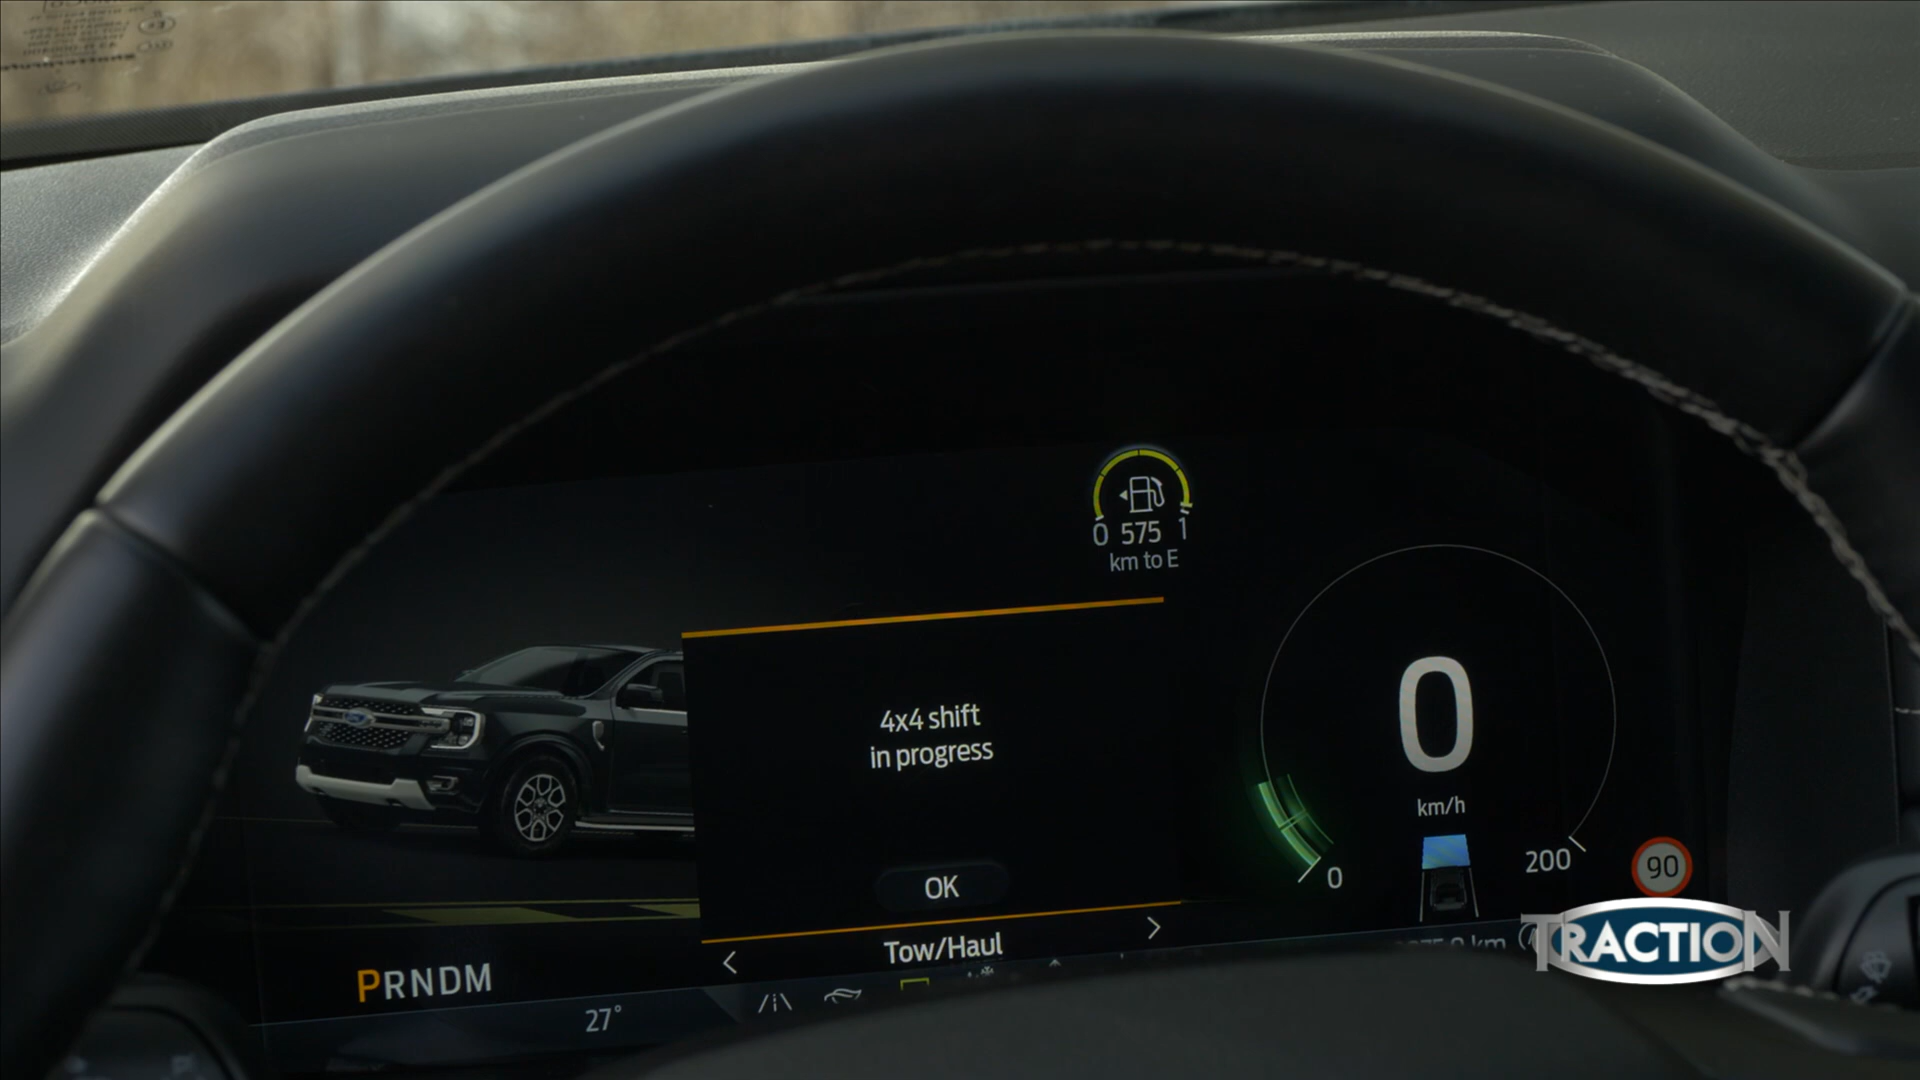 0 575 1
km to E
4x4 shift
in progress
OK
Tow/Haul
PRNDM
27°
0
km/h
0
200
90
km
TRACTION